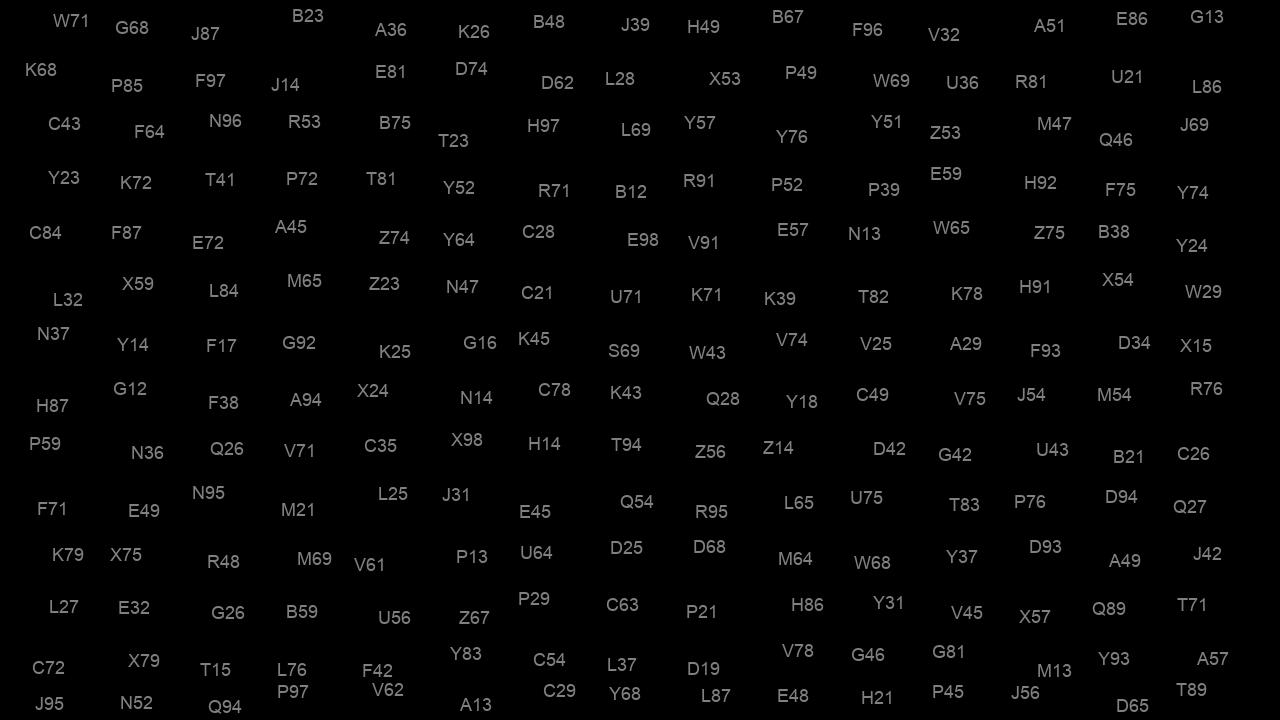 W71 G68 J87 B23 A36 K26 B48 J39 H49 B67 F96 V32 A51 E86 G13
K68 P85 F97 J14 E81 D74 D62 L28 X53 P49 W69 U36 R81 U21 L86
C43 F64 N96 R53 B75 T23 H97 L69 Y57 Y76 Y51 Z53 M47 Q46 J69
Y23 K72 T41 P72 T81 Y52 R71 B12 R91 P52 P39 E59 H92 F75 Y74
C84 F87 E72 A45 Z74 Y64 C28 E98 V91 E57 N13 W65 Z75 B38 Y24
L32 X59 L84 M65 Z23 N47 C21 U71 K71 K39 T82 K78 H91 X54 W29
N37 Y14 F17 G92 K25 G16 K45 S69 W43 V74 V25 A29 F93 D34 X15
H87 G12 F38 A94 X24 N14 C78 K43 Q28 Y18 C49 V75 J54 M54 R76
P59 N36 Q26 V71 C35 X98 H14 T94 Z56 Z14 D42 G42 U43 B21 C26
F71 E49 N95 M21 L25 J31 E45 Q54 R95 L65 U75 T83 P76 D94 Q27
K79 X75 R48 M69 V61 P13 U64 D25 D68 M64 W68 Y37 D93 A49 J42
L27 E32 G26 B59 U56 Z67 P29 C63 P21 H86 Y31 V45 X57 Q89 T71
C72 X79 T15 L76 F42 Y83 C54 L37 D19 V78 G46 G81 M13 Y93 A57
J95 N52 Q94 P97 V62 A13 C29 Y68 L87 E48 H21 P45 J56 D65 T89